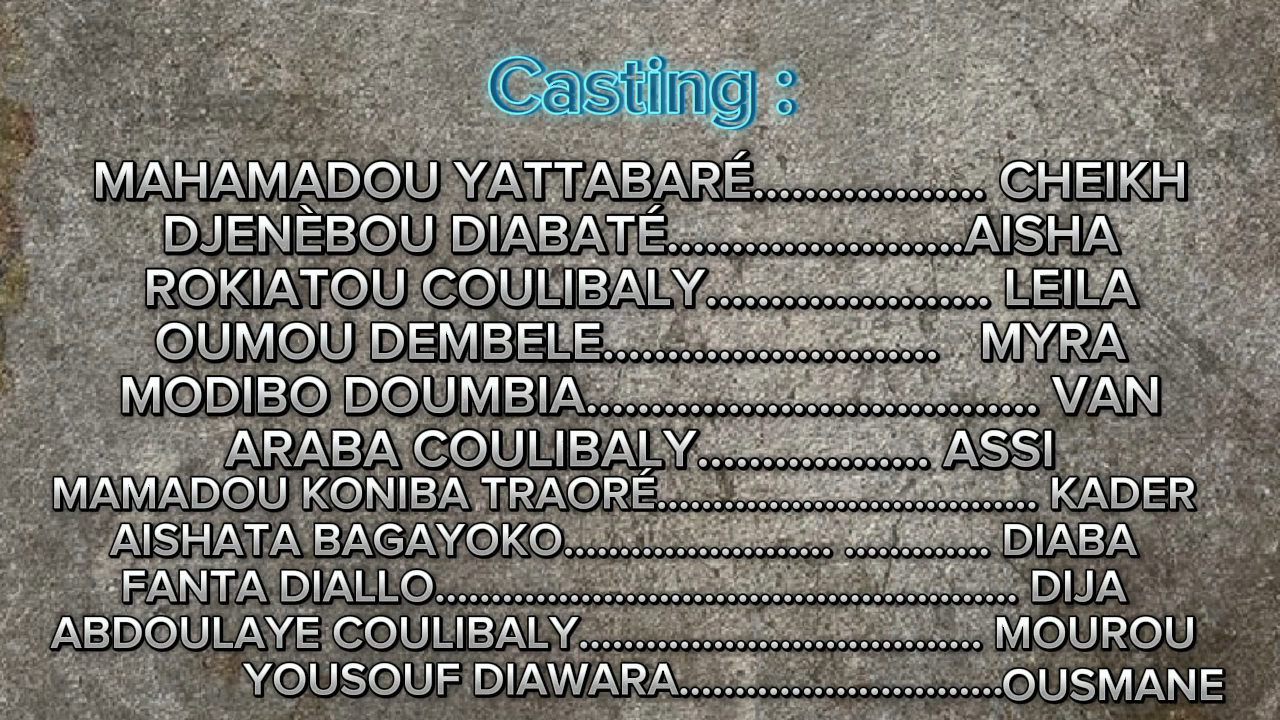 Casting :
MAHAMADOU YATTABARÉ.................. CHEIKH
DJENÈBOU DIABATÉ.......................AISHA
ROKIATOU COULIBALY...................... LEILA
OUMOU DEMBELE.......................... MYRA
MODIBO DOUMBIA................................... VAN
ARABA COULIBALY.................. ASSI
MAMADOU KONIBA TRAORÉ................................. KADER
AISHATA BAGAYOKO....................... ............. DIABA
FANTA DIALLO.................................................. DIJA
ABDOULAYE COULIBALY................................... MOUROU
YOUSOUF DIAWARA............................OUSMANE